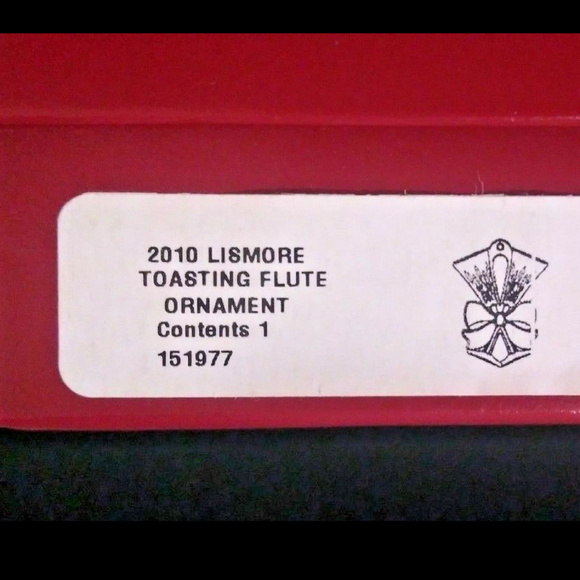 2010 LISMORE
TOASTING FLUTE
ORNAMENT
Contents 1
151977